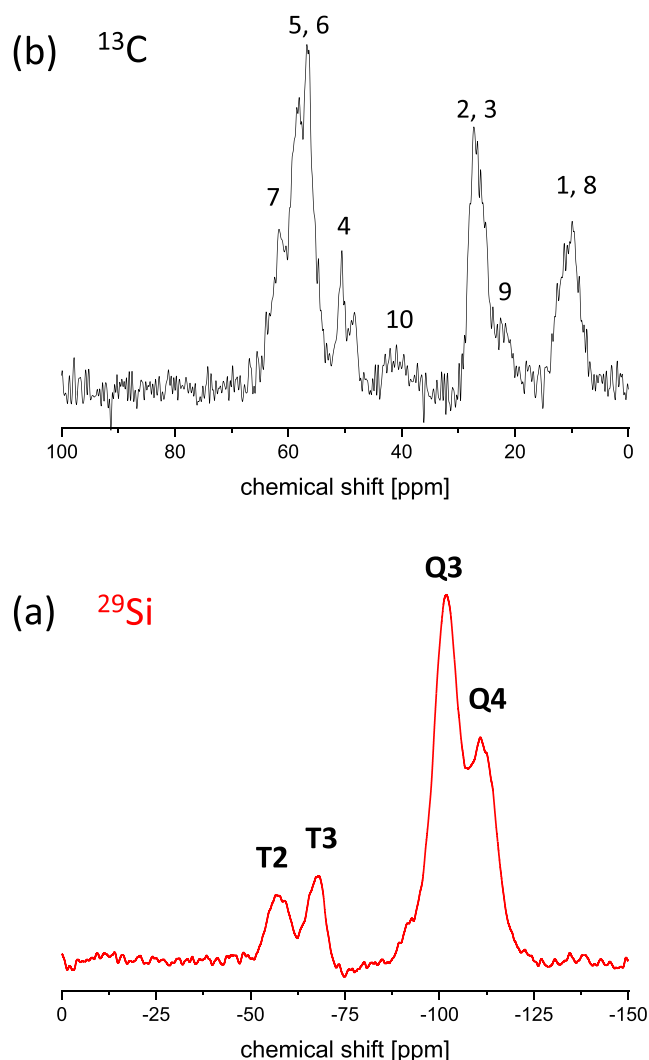 (b) ¹³C
5, 6
2, 3
1, 8
7
4
9
10
100 80 60 40 20 0
chemical shift [ppm]
(a) ²⁹Si
Q3
Q4
T2 T3
0 -25 -50 -75 -100 -125 -150
chemical shift [ppm]